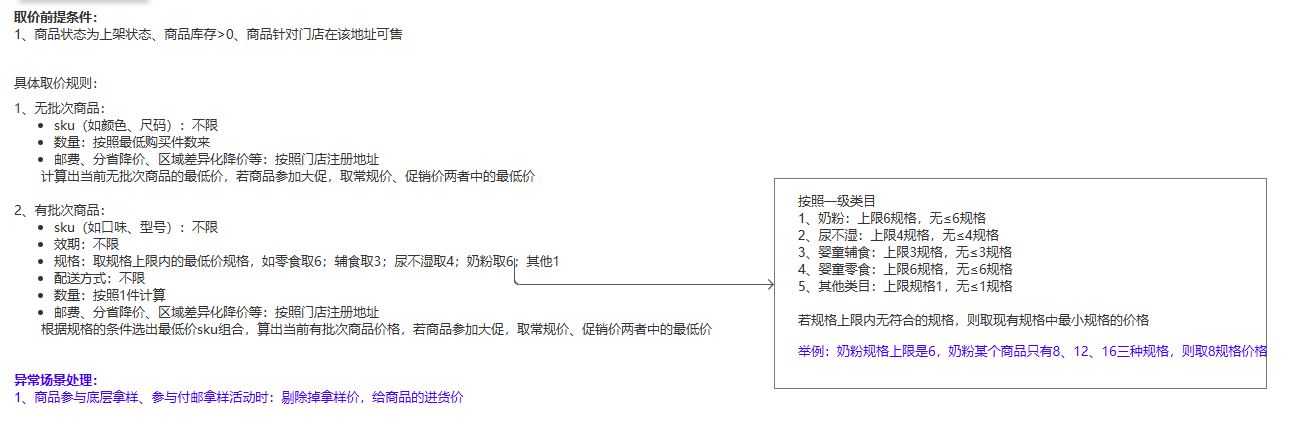 取价前提条件：
1、商品状态为上架状态、商品库存>0、商品针对门店在该地址可售
具体取价规则：
1、无批次商品：
• sku（如颜色、尺码）：不限
• 数量：按照最低购买件数来
• 邮费、分省降价、区域差异化降价等：按照门店注册地址
计算出当前无批次商品的最低价，若商品参加大促，取常规价、促销价两者中的最低价
2、有批次商品：
• sku（如口味、型号）：不限
• 效期：不限
• 规格：取规格上限内的最低价规格，如零食取6；辅食取3；尿不湿取4；奶粉取6；其他1
• 配送方式：不限
• 数量：按照1件计算
• 邮费、分省降价、区域差异化降价等：按照门店注册地址
根据规格的条件选出最低价sku组合，算出当前有批次商品价格，若商品参加大促，取常规价、促销价两者中的最低价
按照一级类目
1、奶粉：上限6规格，无≤6规格
2、尿不湿：上限4规格，无≤4规格
3、婴童辅食：上限3规格，无≤3规格
4、婴童零食：上限6规格，无≤6规格
5、其他类目：上限规格1，无≤1规格
若规格上限内无符合的规格，则取现有规格中最小规格的价格
举例：奶粉规格上限是6，奶粉某个商品只有8、12、16三种规格，则取8规格价格
异常场景处理：
1、商品参与底层拿样、参与付邮拿样活动时：剔除掉拿样价，给商品的进货价